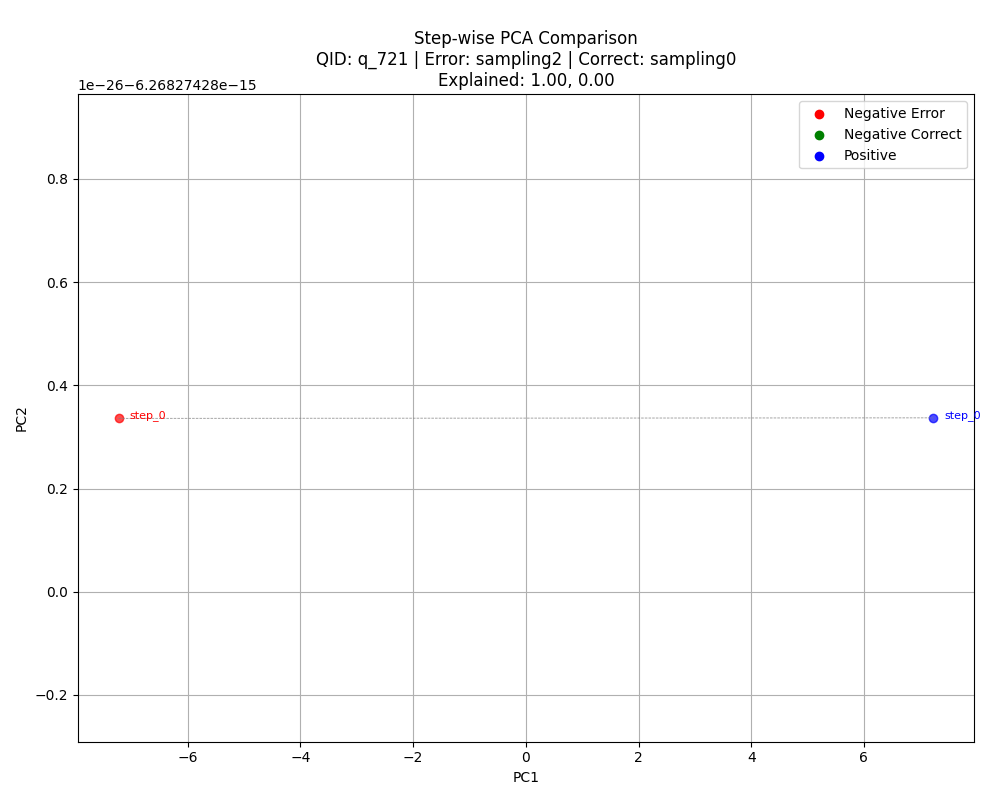 Step-wise PCA Comparison
QID: q_721 | Error: sampling2 | Correct: sampling0
Explained: 1.00, 0.00
1e−26−6.26827428e−15
Negative Error
Negative Correct
Positive
0.8
0.6
0.4
0.2
0.0
−0.2
PC2
step_0
step_0
−6
−4
−2
0
2
4
6
PC1